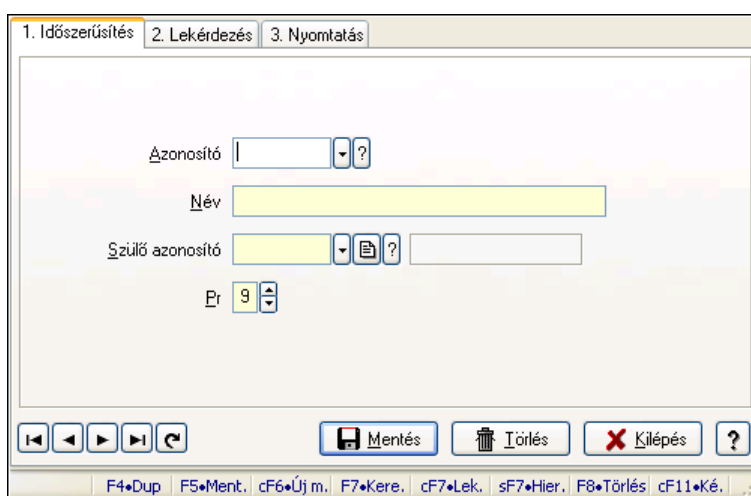 1. Időszerűsítés 2. Lekérdezés 3. Nyomtatás
Azonosító ?
Név
Szülő azonosító ?
Pr 9
Mentés Törlés Kilépés ?
F4•Dup F5•Ment. cF6•Új m. F7•Kere. cF7•Lek. sF7•Hier. F8•Törlés cF11•Ké.